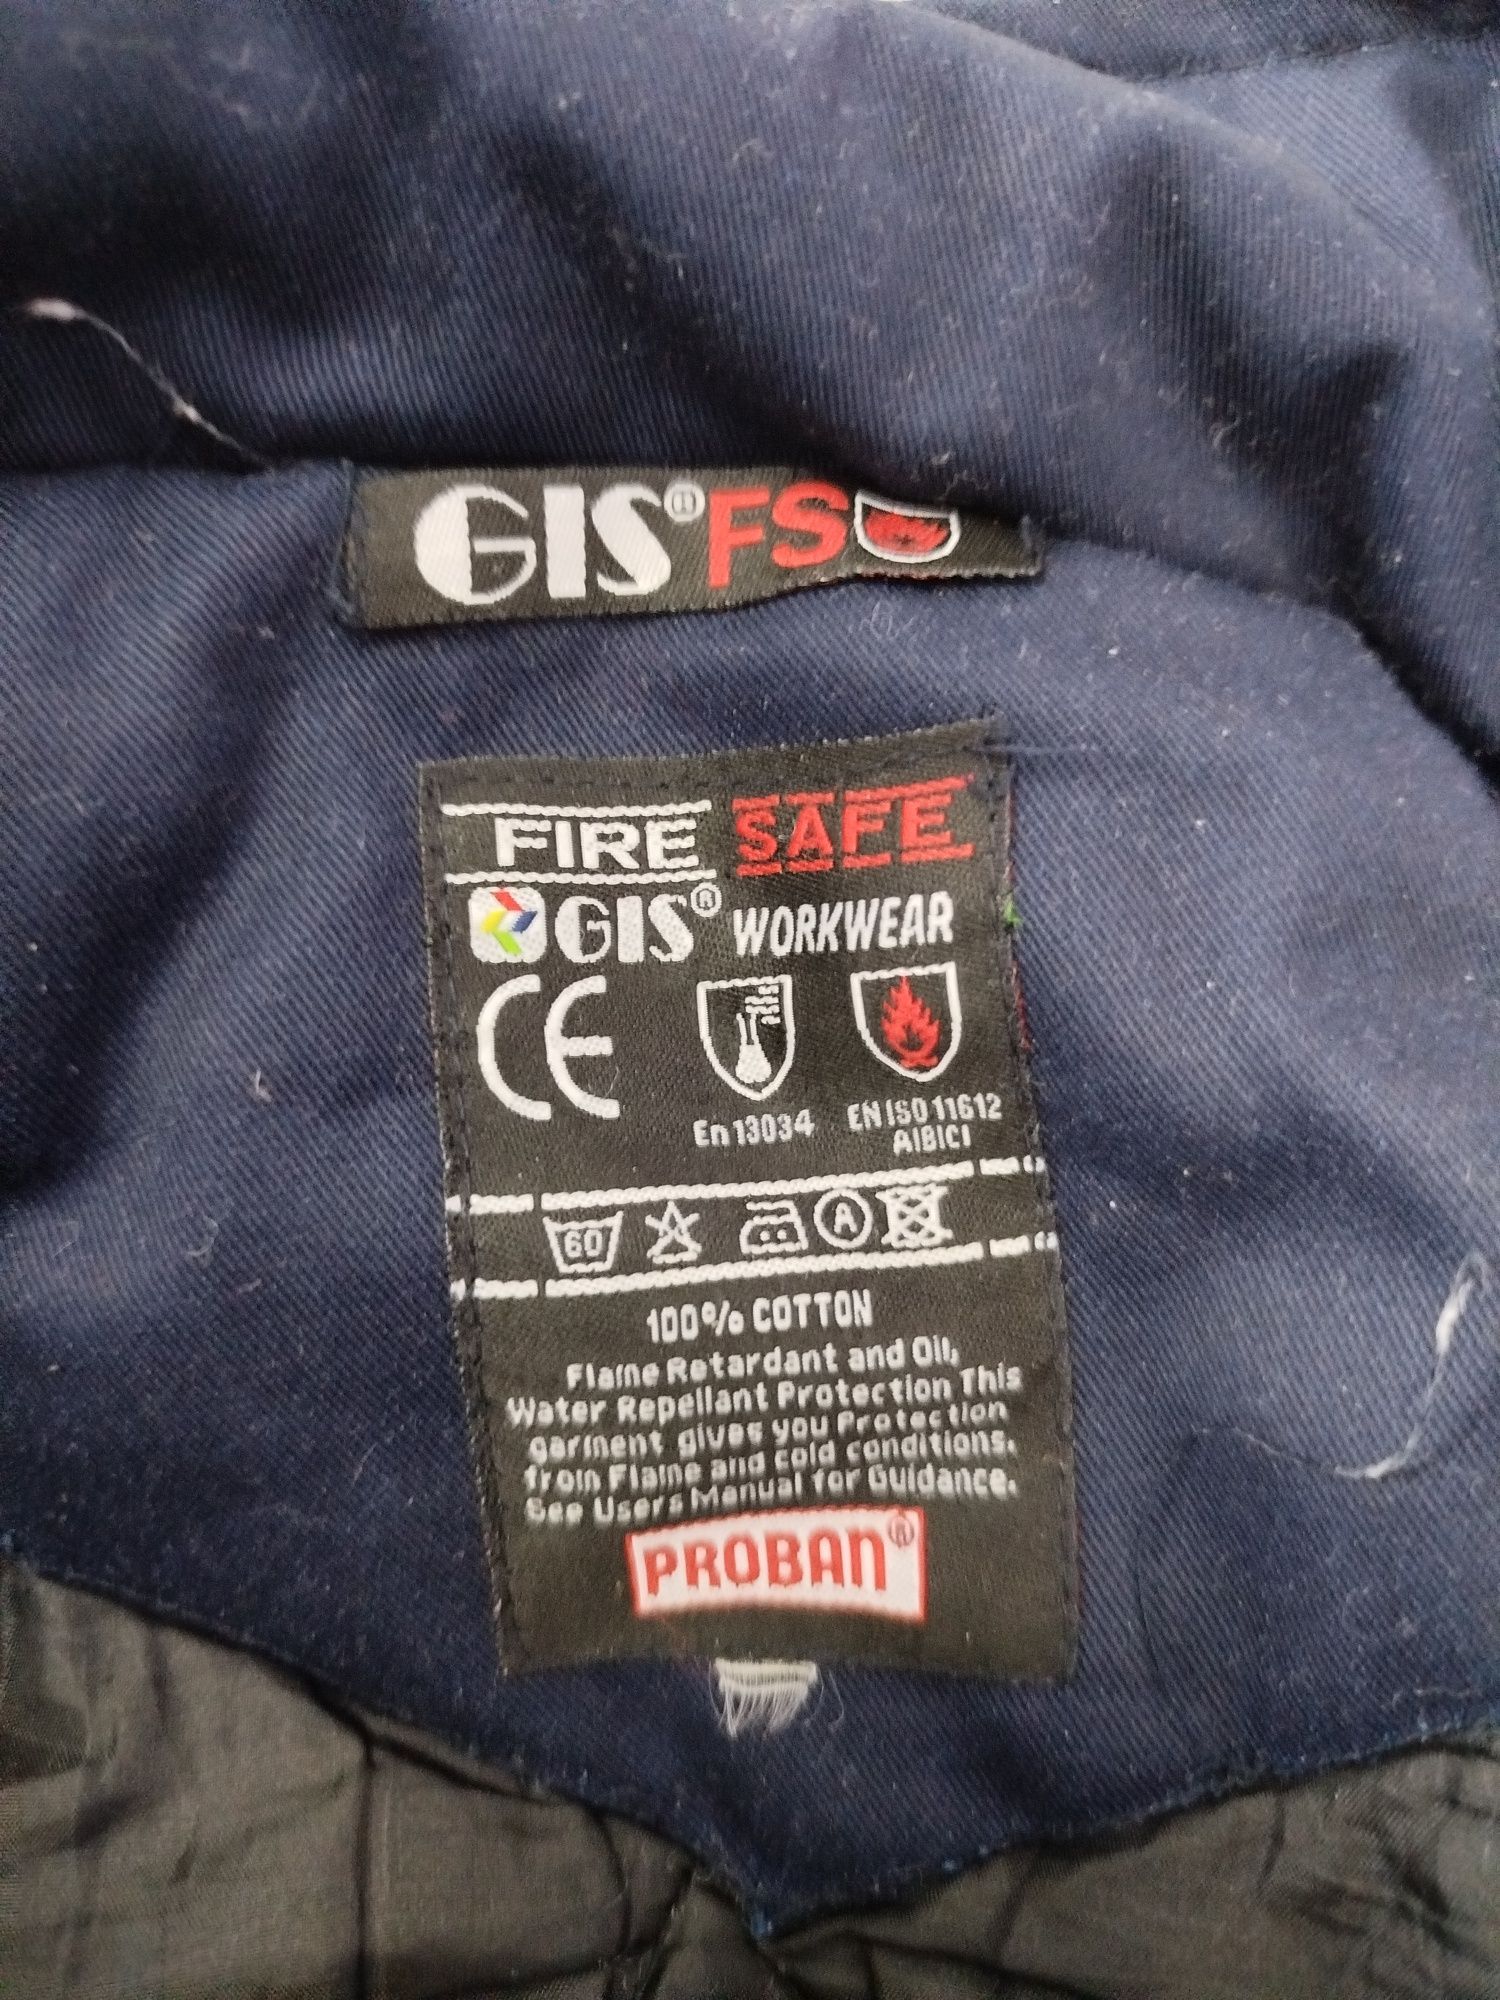 GIS® FS
FIRE SAFE
GIS® WORKWEAR
CE
En 13034
EN ISO 11612
A1B1C1
60 A
100% COTTON
Flame Retardant and Oil,
Water Repellant Protection This
garment gives you Protection
from Flame and cold conditions.
See Users Manual for Guidance.
PROBAN®